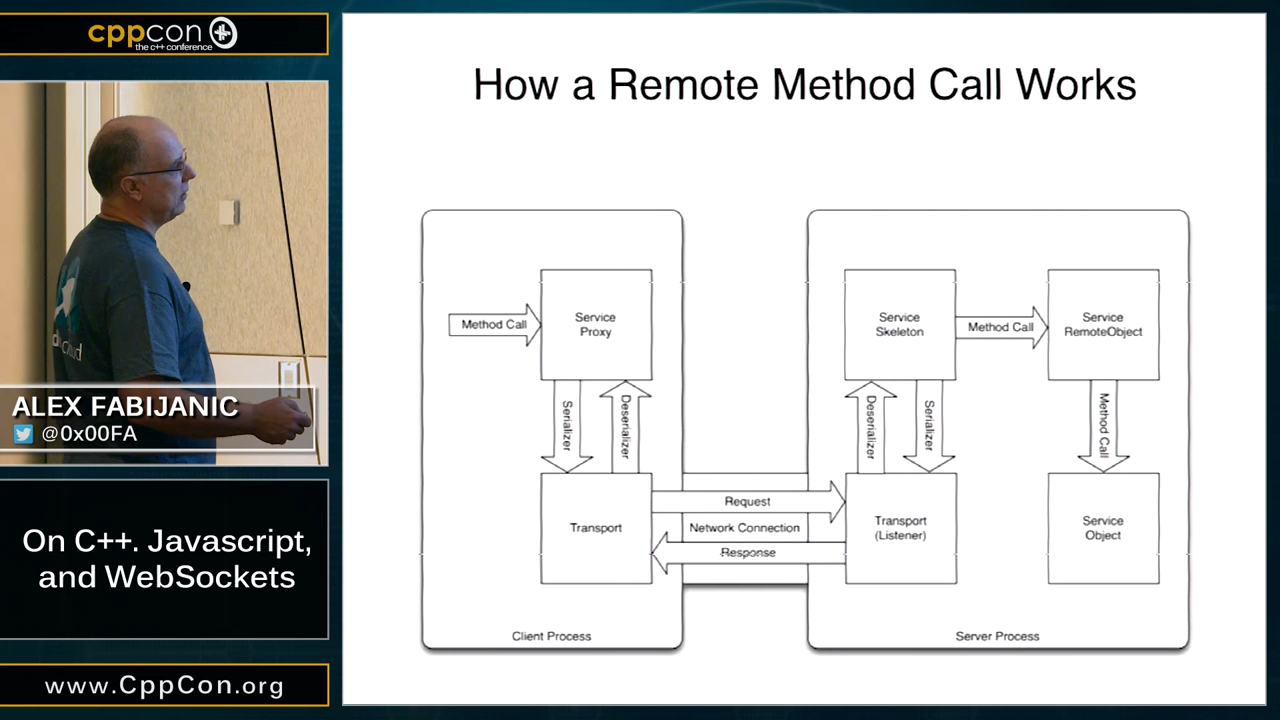 cppcon
the c++ conference
How a Remote Method Call Works
Method Call
Service
Proxy
Service
Skeleton
Method Call
Service
RemoteObject
Serializer
Deserializer
Deserializer
Serializer
Method Call
ALEX FABIJANIC
@0x00FA
Transport
Request
Network Connection
Response
Transport
(Listener)
Service
Object
On C++. Javascript,
and WebSockets
Client Process
Server Process
www.CppCon.org